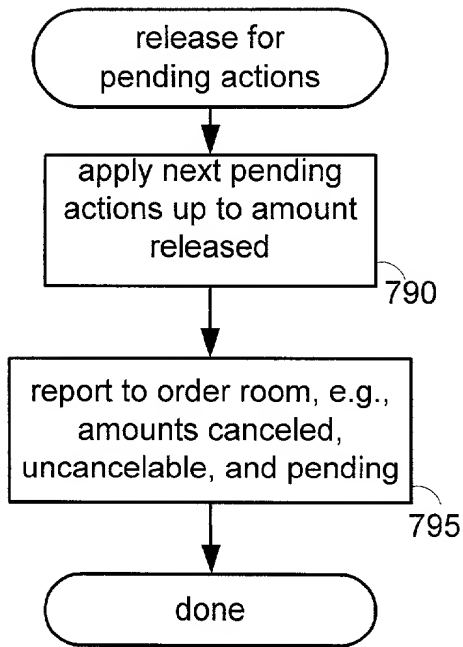 release for
pending actions
apply next pending
actions up to amount
released
790
report to order room, e.g.,
amounts canceled,
uncancelable, and pending
795
done